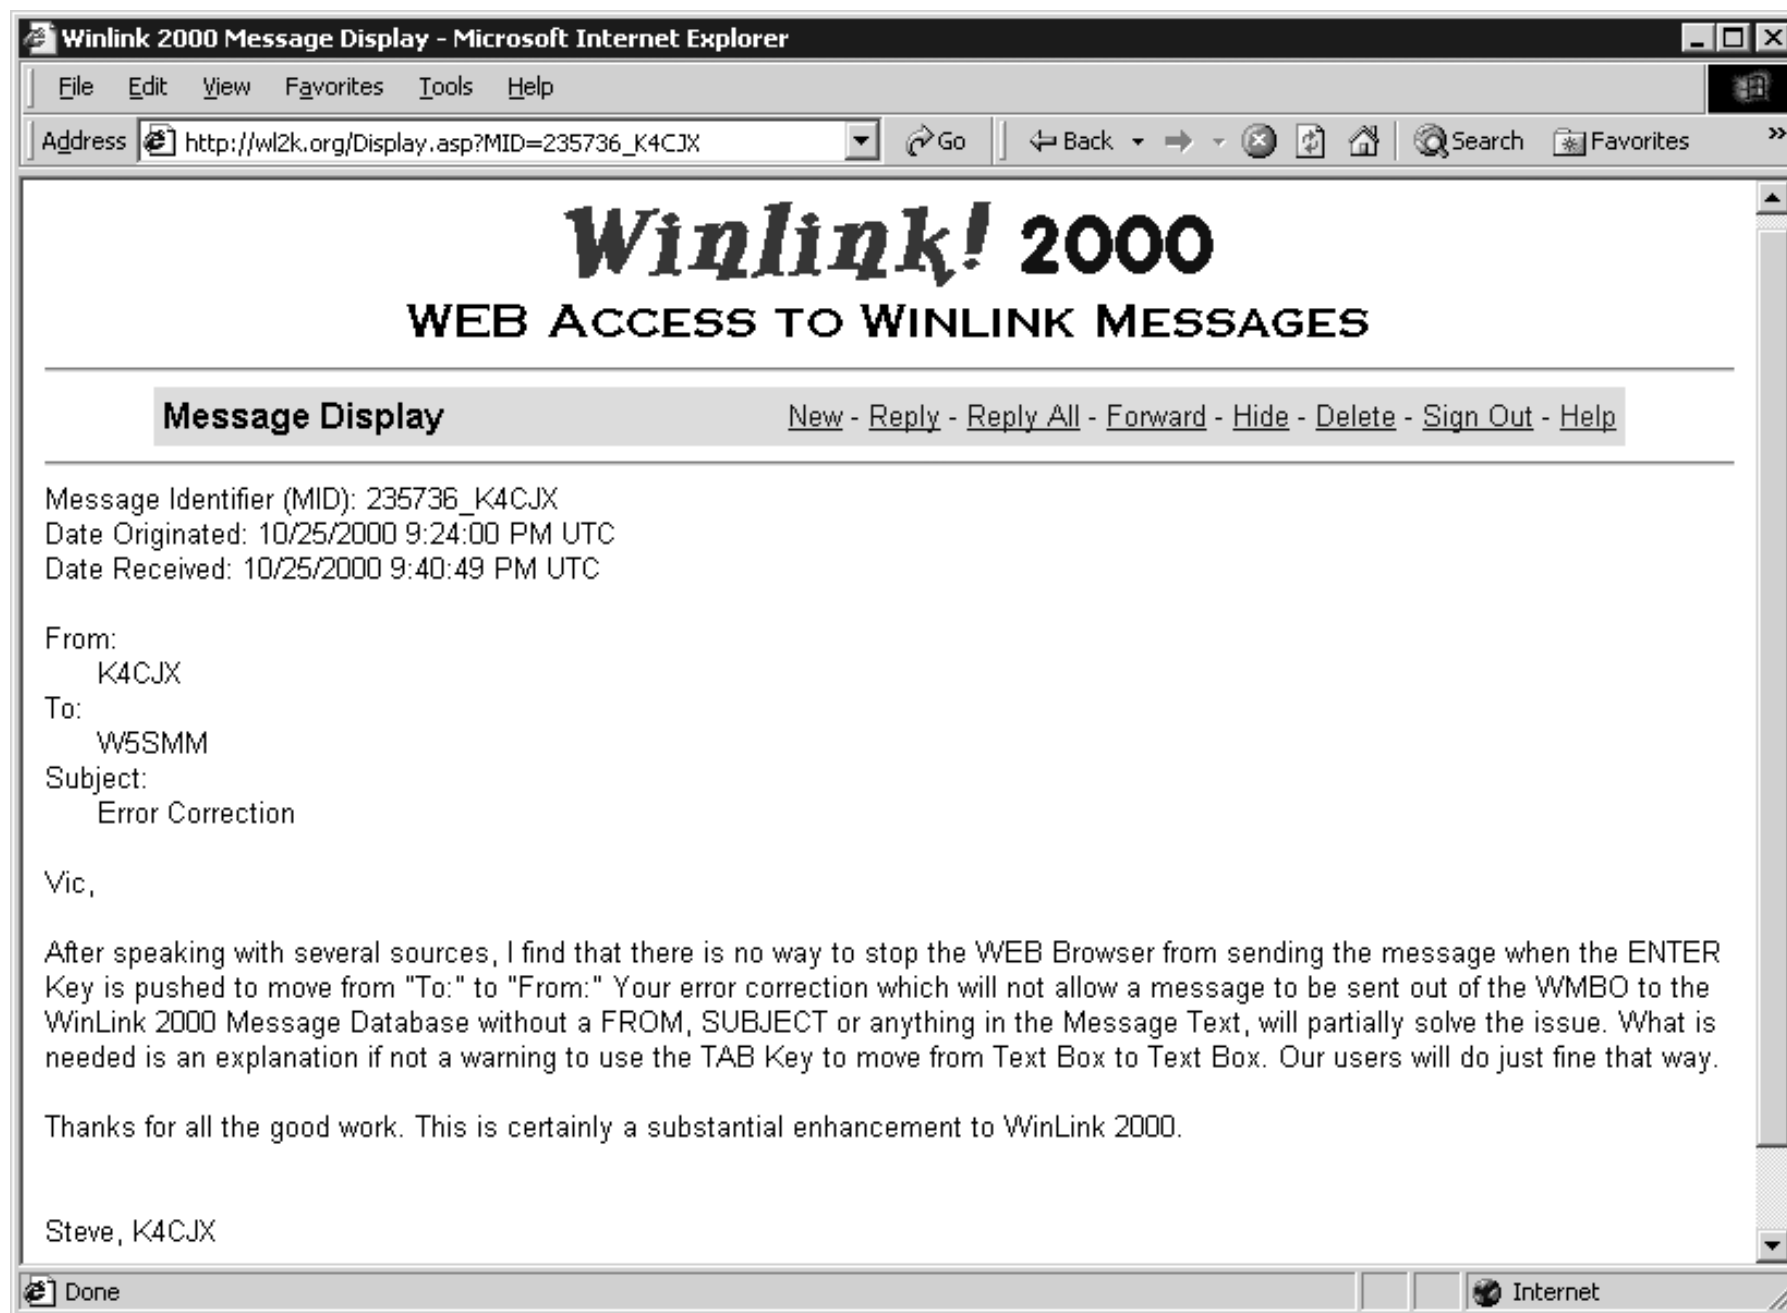 Winlink 2000 Message Display - Microsoft Internet Explorer
File Edit View Favorites Tools Help
Address http://wl2k.org/Display.asp?MID=235736_K4CJX Go Back Search Favorites »
Winlink! 2000
WEB ACCESS TO WINLINK MESSAGES
Message Display New - Reply - Reply All - Forward - Hide - Delete - Sign Out - Help
Message Identifier (MID): 235736_K4CJX
Date Originated: 10/25/2000 9:24:00 PM UTC
Date Received: 10/25/2000 9:40:49 PM UTC
From:
K4CJX
To:
W5SMM
Subject:
Error Correction
Vic,
After speaking with several sources, I find that there is no way to stop the WEB Browser from sending the message when the ENTER
Key is pushed to move from "To:" to "From:" Your error correction which will not allow a message to be sent out of the WMBO to the
WinLink 2000 Message Database without a FROM, SUBJECT or anything in the Message Text, will partially solve the issue. What is
needed is an explanation if not a warning to use the TAB Key to move from Text Box to Text Box. Our users will do just fine that way.
Thanks for all the good work. This is certainly a substantial enhancement to WinLink 2000.
Steve, K4CJX
Done Internet